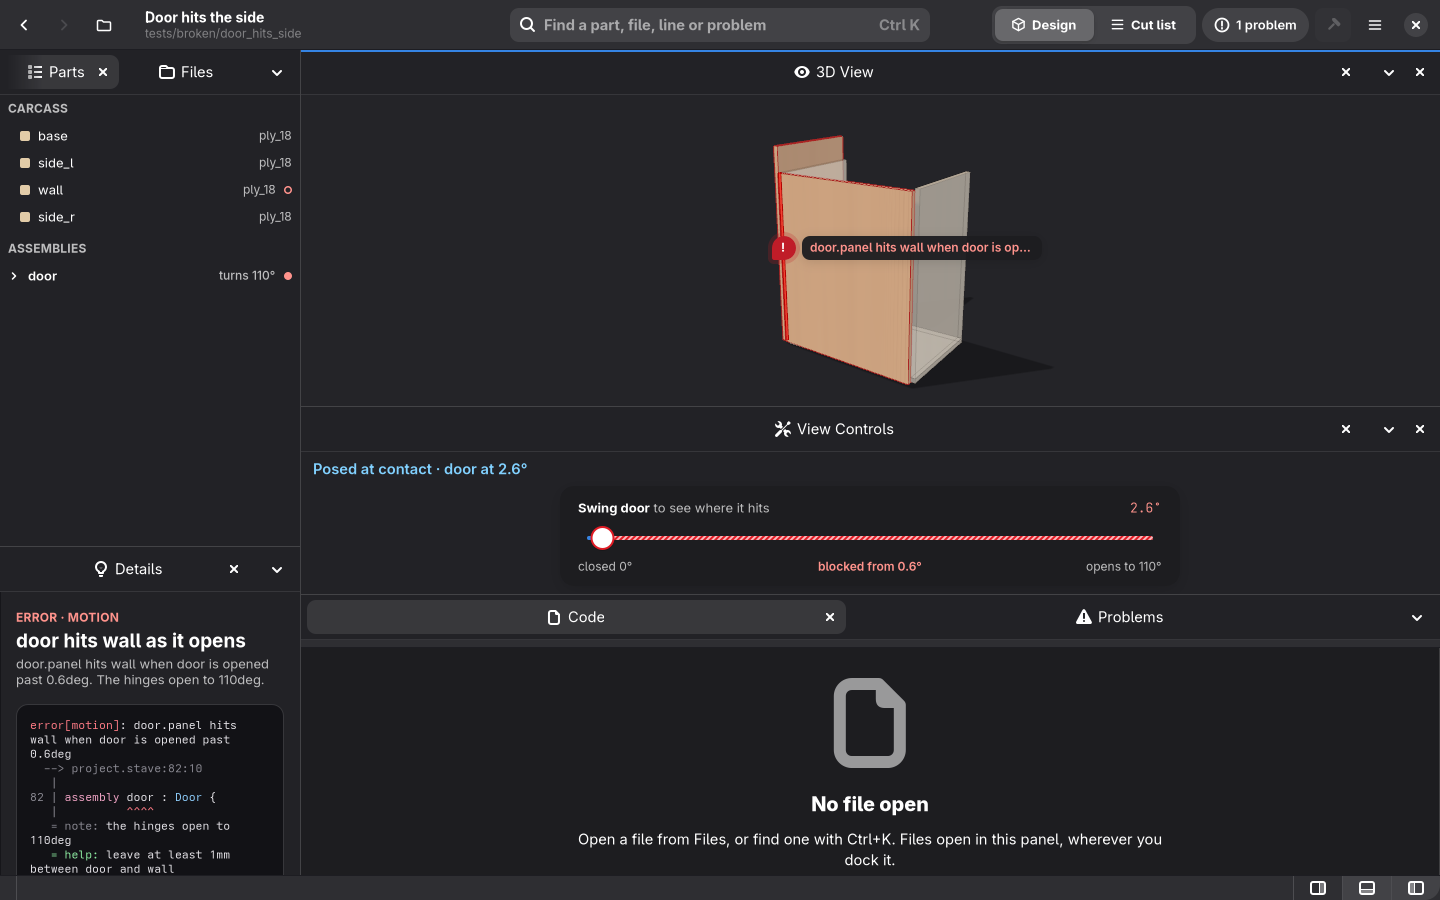 Door hits the side
tests/broken/door_hits_side
Find a part, file, line or problem
Ctrl K
Design
Cut list
1 problem
Parts
Files
CARCASS
base
ply_18
side_l
ply_18
wall
ply_18
side_r
ply_18
ASSEMBLIES
door
turns 110°
3D View
!
door.panel hits wall when door is op...
View Controls
Posed at contact · door at 2.6°
Swing door to see where it hits
2.6°
closed 0°
blocked from 0.6°
opens to 110°
Details
ERROR · MOTION
door hits wall as it opens
door.panel hits wall when door is opened
past 0.6deg. The hinges open to 110deg.
error[motion]: door.panel hits
wall when door is opened past
0.6deg
--> project.stave:82:10
|
82 | assembly door : Door {
| ^^^^
= note: the hinges open to
110deg
= help: leave at least 1mm
between door and wall
Code
Problems
No file open
Open a file from Files, or find one with Ctrl+K. Files open in this panel, wherever you
dock it.